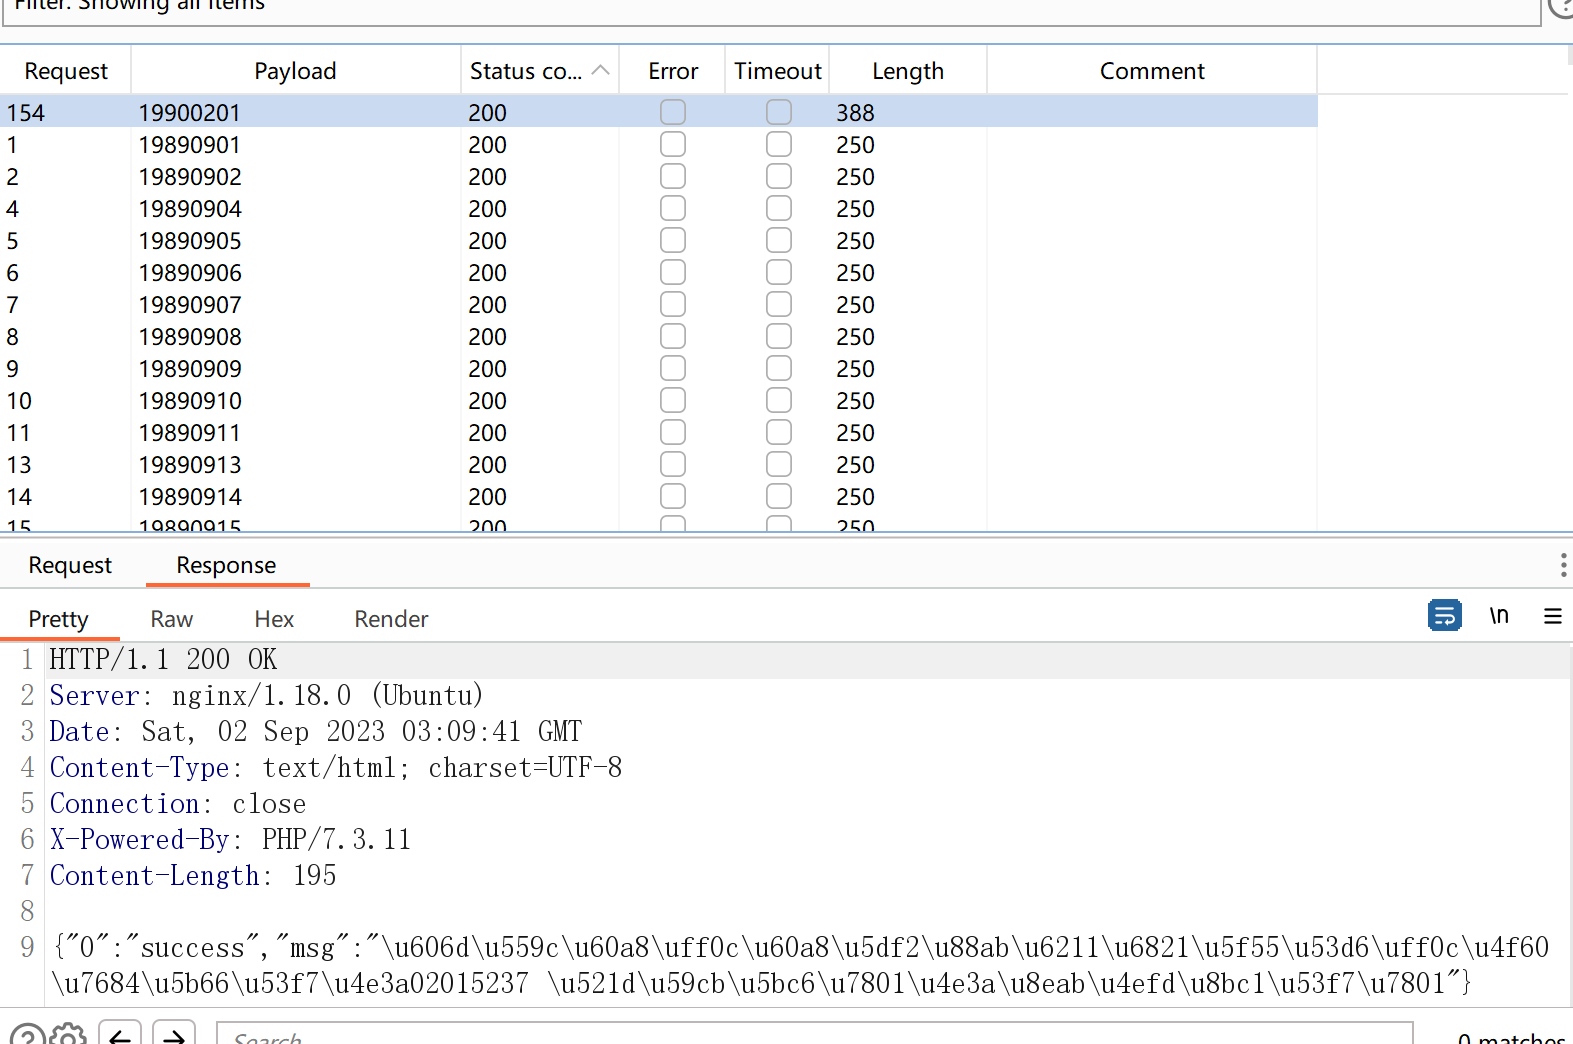 Filter: Showing all items
?
Request Payload Status co... Error Timeout Length Comment
154 19900201 200 388
1 19890901 200 250
2 19890902 200 250
4 19890904 200 250
5 19890905 200 250
6 19890906 200 250
7 19890907 200 250
8 19890908 200 250
9 19890909 200 250
10 19890910 200 250
11 19890911 200 250
13 19890913 200 250
14 19890914 200 250
15 19890915 200 250
Request Response
Pretty Raw Hex Render \n
1 HTTP/1.1 200 OK
2 Server: nginx/1.18.0 (Ubuntu)
3 Date: Sat, 02 Sep 2023 03:09:41 GMT
4 Content-Type: text/html; charset=UTF-8
5 Connection: close
6 X-Powered-By: PHP/7.3.11
7 Content-Length: 195
8
9 {"0":"success","msg":"\u606d\u559c\u60a8\uff0c\u60a8\u5df2\u88ab\u6211\u6821\u5f55\u53d6\uff0c\u4f60
\u7684\u5b66\u53f7\u4e3a02015237 \u521d\u59cb\u5bc6\u7801\u4e3a\u8eab\u4efd\u8bc1\u53f7\u7801"}
? Search 0 matches